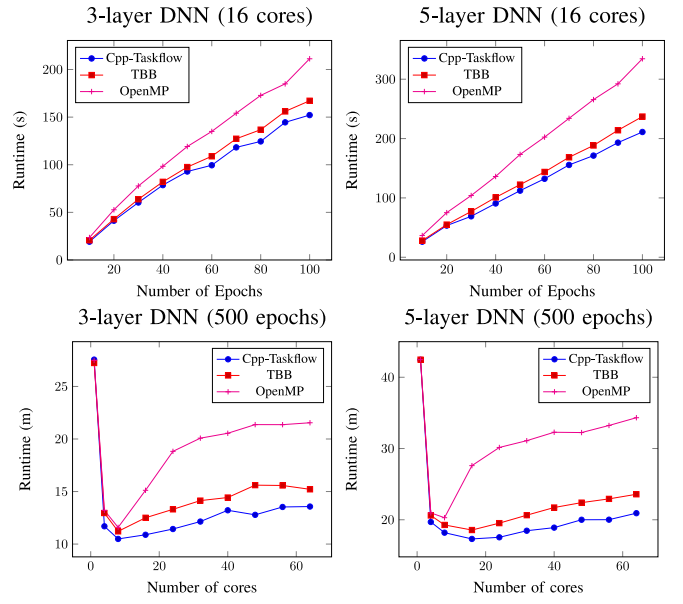 3-layer DNN (16 cores)
Cpp-Taskflow
TBB
OpenMP
200
150
100
50
0
Runtime (s)
20 40 60 80 100
Number of Epochs
5-layer DNN (16 cores)
Cpp-Taskflow
TBB
OpenMP
300
200
100
0
Runtime (s)
20 40 60 80 100
Number of Epochs
3-layer DNN (500 epochs)
Cpp-Taskflow
TBB
OpenMP
25
20
15
10
Runtime (m)
0 20 40 60
Number of cores
5-layer DNN (500 epochs)
Cpp-Taskflow
TBB
OpenMP
40
30
20
Runtime (m)
0 20 40 60
Number of cores